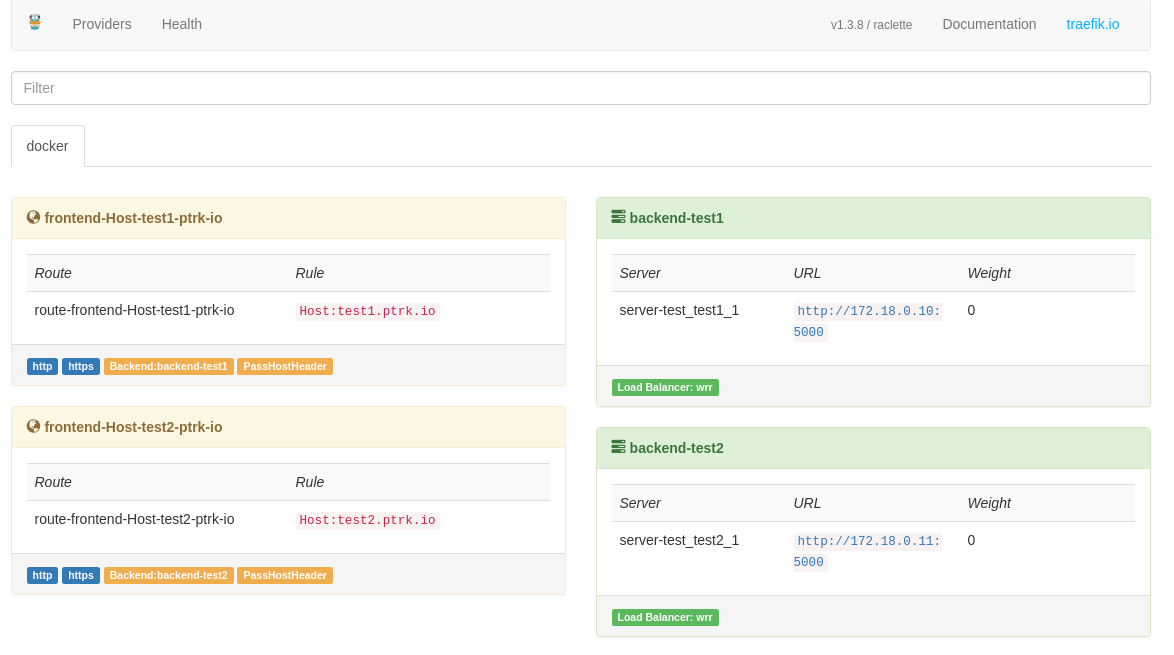 Providers Health v1.3.8 / raclette Documentation traefik.io
Filter
docker
frontend-Host-test1-ptrk-io
Route Rule
route-frontend-Host-test1-ptrk-io Host:test1.ptrk.io
http https Backend:backend-test1 PassHostHeader
frontend-Host-test2-ptrk-io
Route Rule
route-frontend-Host-test2-ptrk-io Host:test2.ptrk.io
http https Backend:backend-test2 PassHostHeader
backend-test1
Server URL Weight
server-test_test1_1 http://172.18.0.10: 0
5000
Load Balancer: wrr
backend-test2
Server URL Weight
server-test_test2_1 http://172.18.0.11: 0
5000
Load Balancer: wrr